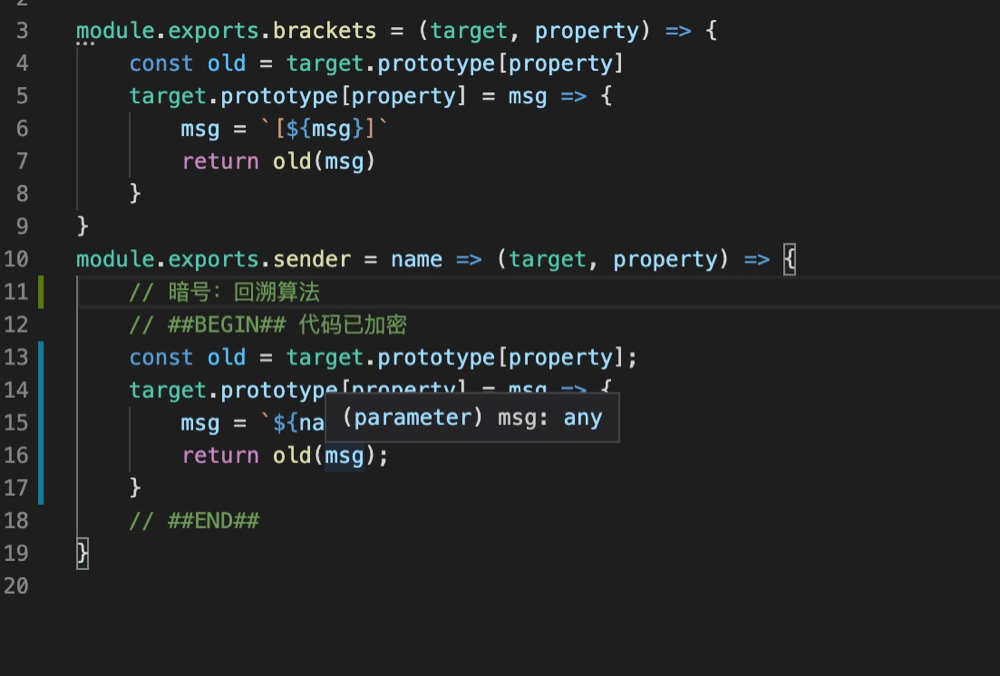 3 module.exports.brackets = (target, property) => {
4 const old = target.prototype[property]
5 target.prototype[property] = msg => {
6 msg = `[${msg}]`
7 return old(msg)
8 }
9 }
10 module.exports.sender = name => (target, property) => {
11 // 暗号：回溯算法
12 // ##BEGIN## 代码已加密
13 const old = target.prototype[property];
14 target.prototype[property] = msg => {
15 msg = `${na
(parameter) msg: any
16 return old(msg);
17 }
18 // ##END##
19 }
20